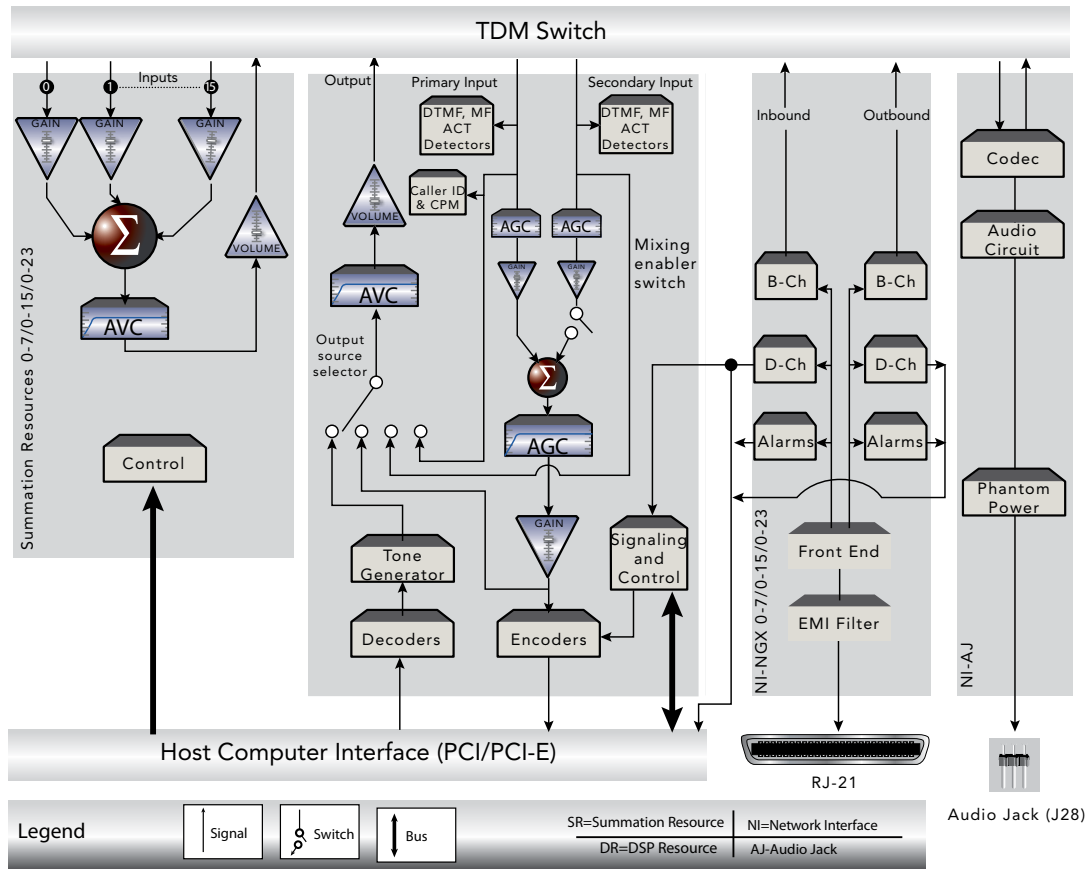 TDM Switch
0
1
Inputs
15
GAIN
GAIN
GAIN
Σ
VOLUME
AVC
Control
Summation Resources 0-7/0-15/0-23
Output
Primary Input
Secondary Input
DTMF, MF
ACT
Detectors
DTMF, MF
ACT
Detectors
Caller ID
& CPM
VOLUME
AGC
AGC
GAIN
GAIN
Mixing
enabler
switch
AVC
Output
source
selector
Σ
AGC
GAIN
Tone
Generator
Signaling
and
Control
Decoders
Encoders
Inbound
Outbound
B-Ch
B-Ch
D-Ch
D-Ch
Alarms
Alarms
Front End
EMI Filter
NI-NGX 0-7/0-15/0-23
Codec
Audio
Circuit
Phantom
Power
NI-AJ
Host Computer Interface (PCI/PCI-E)
RJ-21
Audio Jack (J28)
Legend
Signal
Switch
Bus
SR=Summation Resource
NI=Network Interface
DR=DSP Resource
AJ-Audio Jack